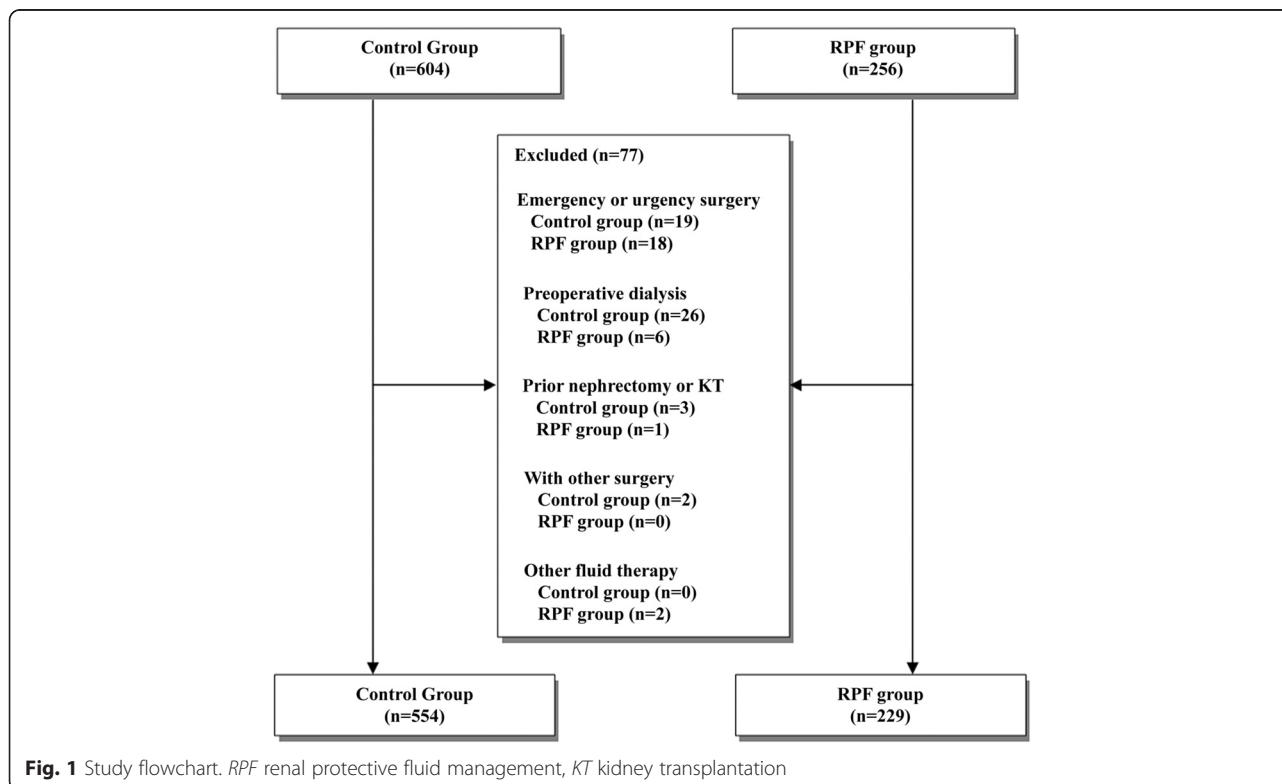 Control Group
(n=604)
RPF group
(n=256)
Excluded (n=77)
Emergency or urgency surgery
Control group (n=19)
RPF group (n=18)
Preoperative dialysis
Control group (n=26)
RPF group (n=6)
Prior nephrectomy or KT
Control group (n=3)
RPF group (n=1)
With other surgery
Control group (n=2)
RPF group (n=0)
Other fluid therapy
Control group (n=0)
RPF group (n=2)
Control Group
(n=554)
RPF group
(n=229)
Fig. 1 Study flowchart. RPF renal protective fluid management, KT kidney transplantation